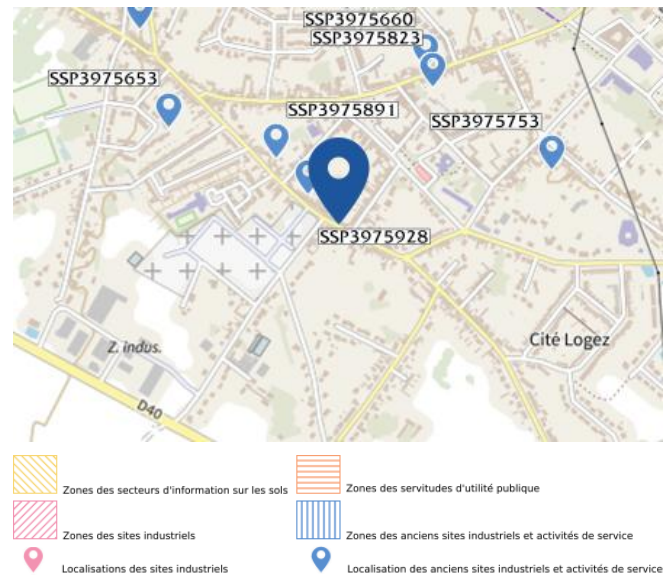 SSP3975660
SSP3975823
SSP3975653
SSP3975891
SSP3975753
SSP3975928
Cité Logez
Z. indus.
D40
Zones des secteurs d'information sur les sols
Zones des servitudes d'utilité publique
Zones des sites industriels
Zones des anciens sites industriels et activités de service
Localisations des sites industriels
Localisation des anciens sites industriels et activités de service